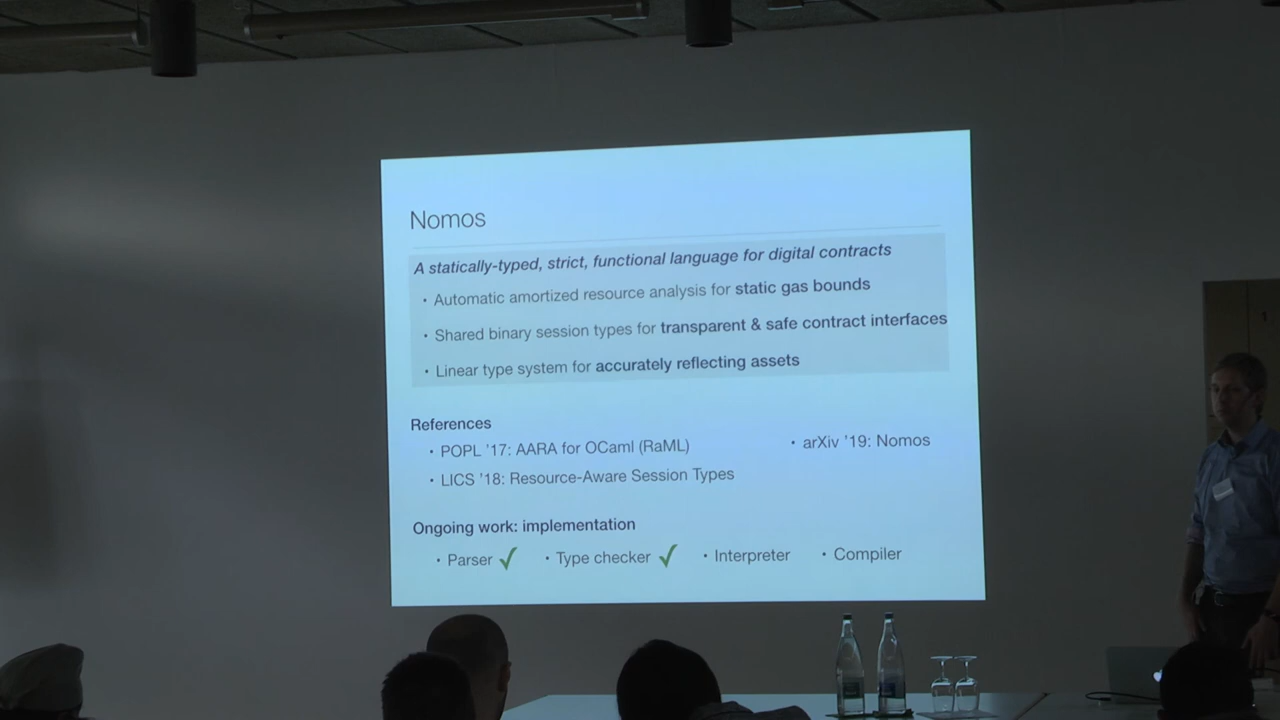 Nomos
A statically-typed, strict, functional language for digital contracts
• Automatic amortized resource analysis for static gas bounds
• Shared binary session types for transparent & safe contract interfaces
• Linear type system for accurately reflecting assets
References
• POPL '17: AARA for OCaml (RaML)
• arXiv '19: Nomos
• LICS '18: Resource-Aware Session Types
Ongoing work: implementation
• Parser ✓ • Type checker ✓ • Interpreter • Compiler